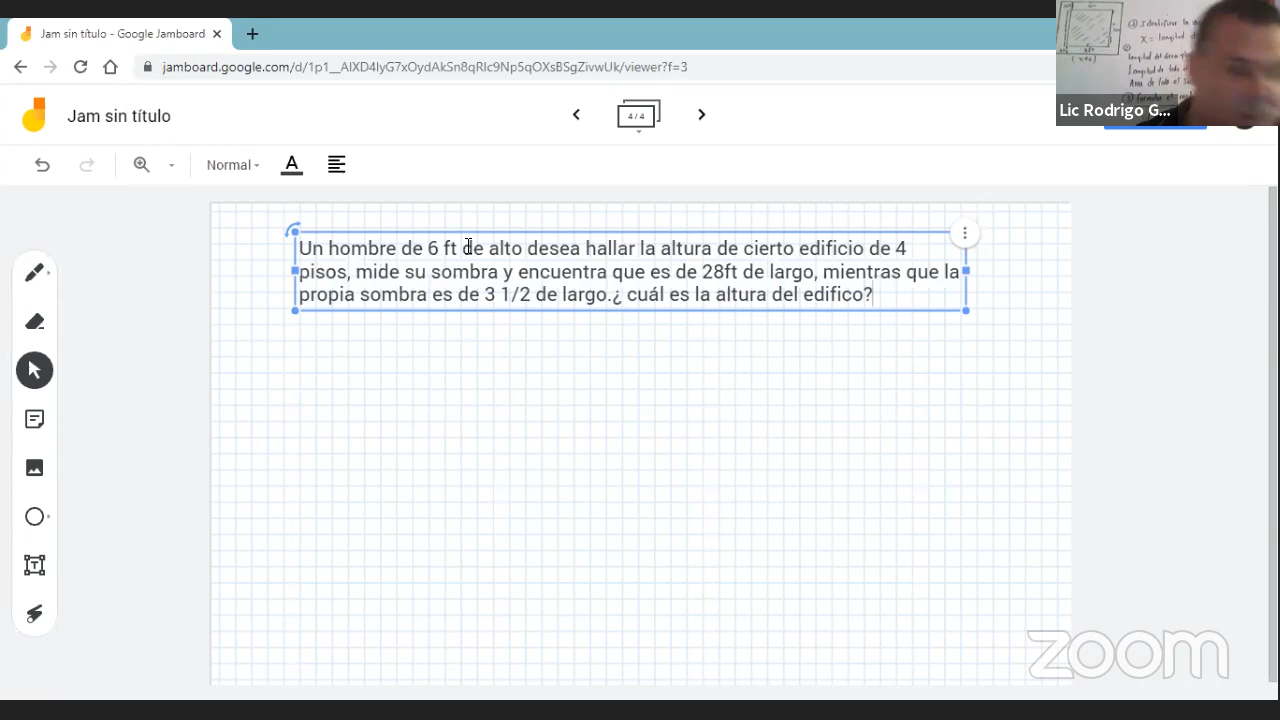 Jam sin título - Google Jamboard
jamboard.google.com/d/1p1__AIXD4IyG7xOydAkSn8qRic9Np5qOXsBSgZivwUk/viewer?f=3
Lic Rodrigo G...
Jam sin título
4 / 4
Normal
A
Un hombre de 6 ft de alto desea hallar la altura de cierto edificio de 4
pisos, mide su sombra y encuentra que es de 28ft de largo, mientras que la
propia sombra es de 3 1/2 de largo.¿ cuál es la altura del edifico?
zoom